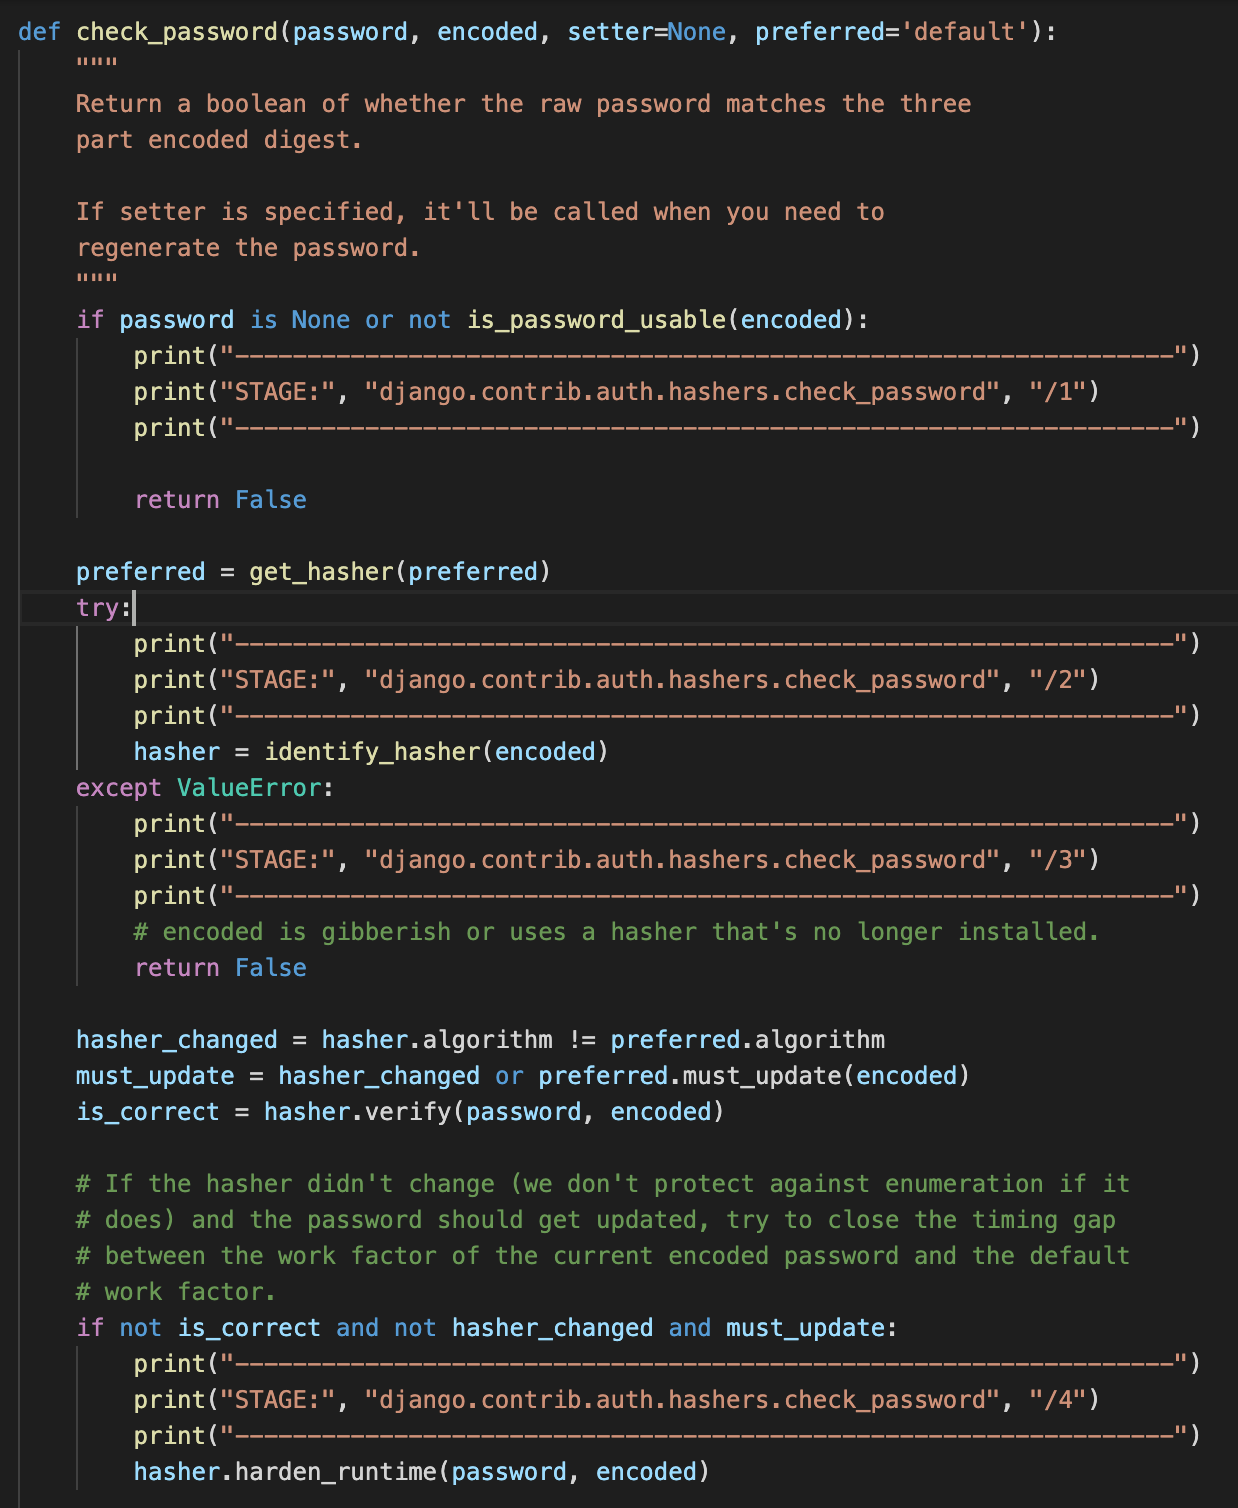 def check_password(password, encoded, setter=None, preferred='default'):
    """
    Return a boolean of whether the raw password matches the three
    part encoded digest.

    If setter is specified, it'll be called when you need to
    regenerate the password.
    """
    if password is None or not is_password_usable(encoded):
        print("—————————————————————————————————————————————————————————————————")
        print("STAGE:", "django.contrib.auth.hashers.check_password", "/1")
        print("—————————————————————————————————————————————————————————————————")

        return False

    preferred = get_hasher(preferred)
    try:
        print("—————————————————————————————————————————————————————————————————")
        print("STAGE:", "django.contrib.auth.hashers.check_password", "/2")
        print("—————————————————————————————————————————————————————————————————")
        hasher = identify_hasher(encoded)
    except ValueError:
        print("—————————————————————————————————————————————————————————————————")
        print("STAGE:", "django.contrib.auth.hashers.check_password", "/3")
        print("—————————————————————————————————————————————————————————————————")
        # encoded is gibberish or uses a hasher that's no longer installed.
        return False

    hasher_changed = hasher.algorithm != preferred.algorithm
    must_update = hasher_changed or preferred.must_update(encoded)
    is_correct = hasher.verify(password, encoded)

    # If the hasher didn't change (we don't protect against enumeration if it
    # does) and the password should get updated, try to close the timing gap
    # between the work factor of the current encoded password and the default
    # work factor.
    if not is_correct and not hasher_changed and must_update:
        print("—————————————————————————————————————————————————————————————————")
        print("STAGE:", "django.contrib.auth.hashers.check_password", "/4")
        print("—————————————————————————————————————————————————————————————————")
        hasher.harden_runtime(password, encoded)